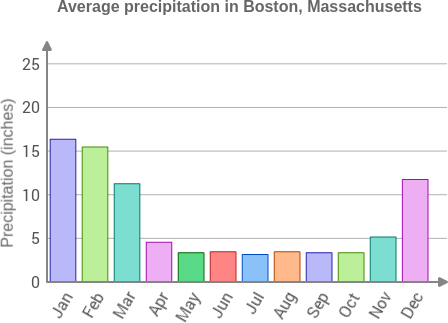 Average precipitation in Boston, Massachusetts
Precipitation (inches)
25
20
15
10
5
0
Jan Feb Mar Apr May Jun Jul Aug Sep Oct Nov Dec